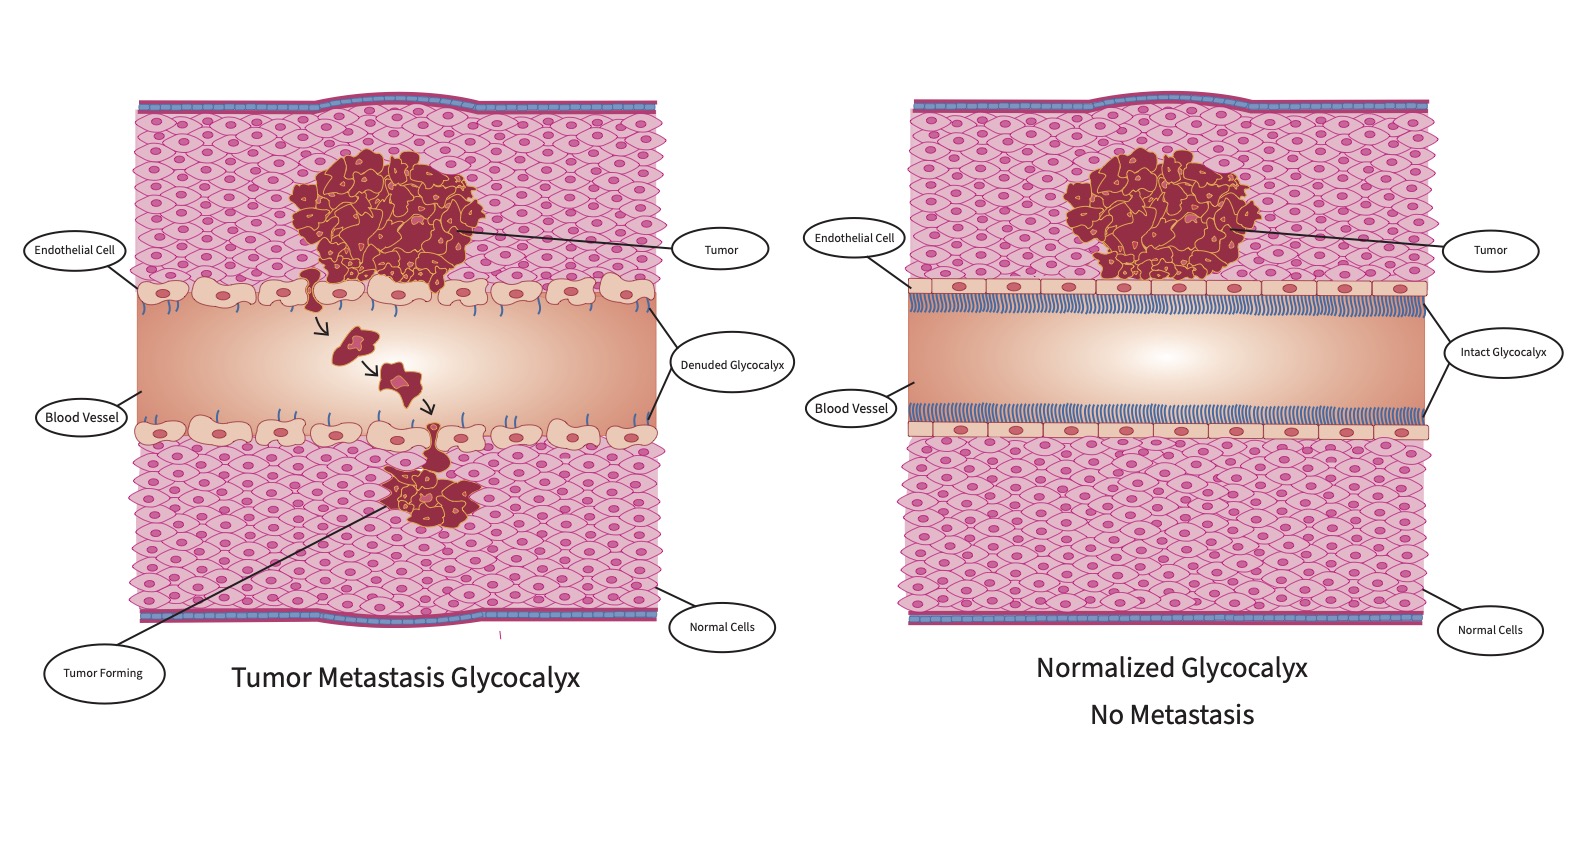 Endothelial Cell
Tumor
Denuded Glycocalyx
Blood Vessel
Normal Cells
Tumor Forming
Tumor Metastasis Glycocalyx
Endothelial Cell
Tumor
Intact Glycocalyx
Blood Vessel
Normal Cells
Normalized Glycocalyx
No Metastasis